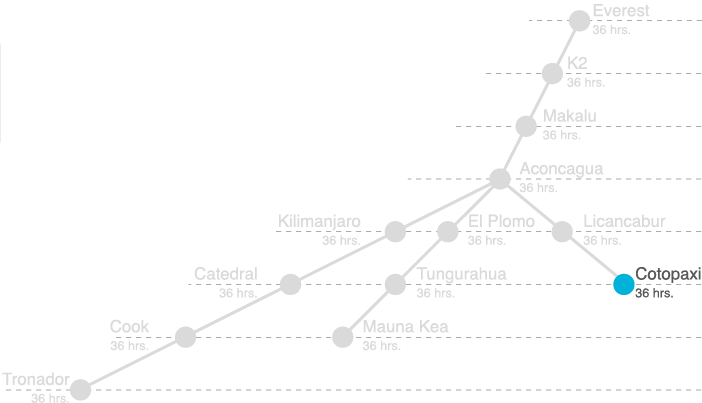 Everest
36 hrs.
K2
36 hrs.
Makalu
36 hrs.
Aconcagua
36 hrs.
Kilimanjaro
36 hrs.
El Plomo
36 hrs.
Licancabur
36 hrs.
Catedral
36 hrs.
Tungurahua
36 hrs.
Cotopaxi
36 hrs.
Cook
36 hrs.
Mauna Kea
36 hrs.
Tronador
36 hrs.